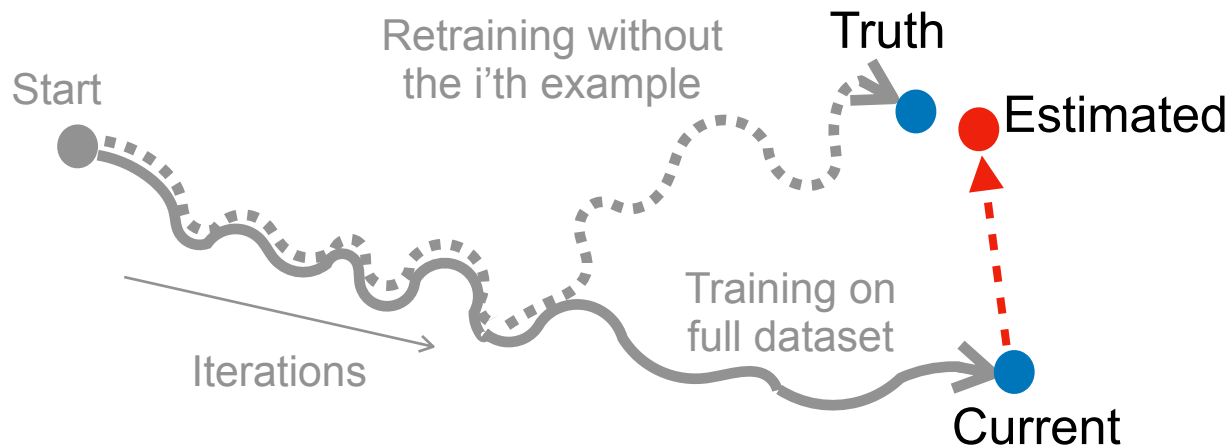 Retraining without
the i'th example
Truth
Start
Estimated
Training on
full dataset
Iterations
Current